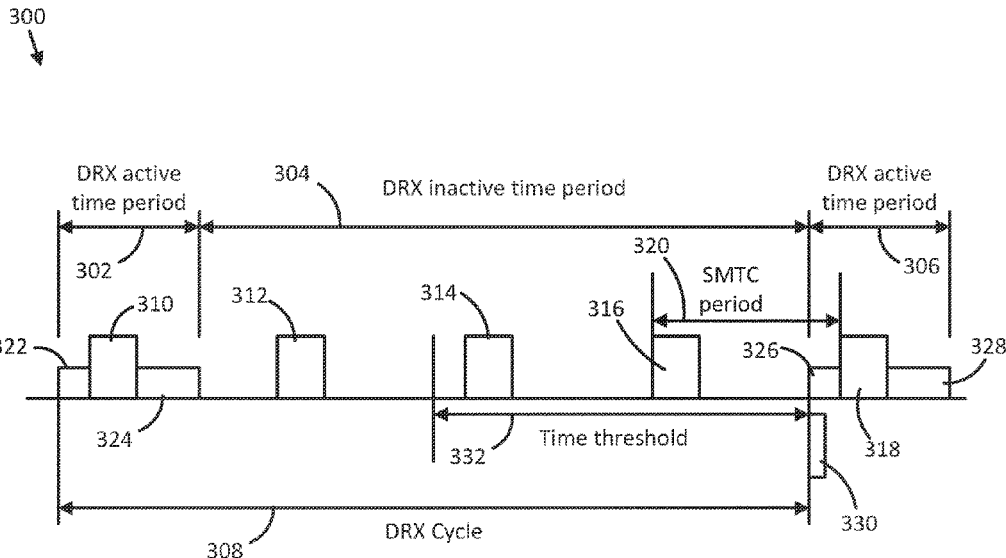 300
DRX active
time period
304
DRX inactive time period
DRX active
time period
302
320
SMTC
period
306
310
312
314
316
322
326
328
324
332
Time threshold
318
330
DRX Cycle
308